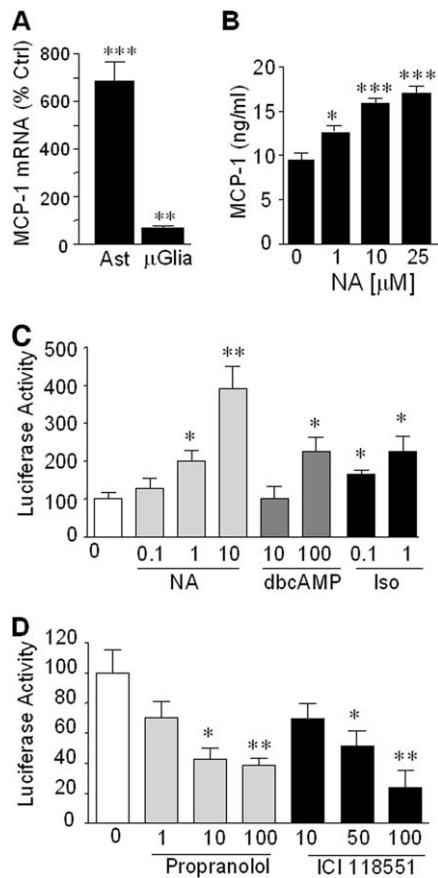 A
MCP-1 mRNA (% Ctrl)
800
600
400
200
0
***
**
Ast μGlia
B
MCP-1 (ng/ml)
20
15
10
5
0
*
***
***
0 1 10 25
NA [μM]
C
Luciferase Activity
500
400
300
200
100
*
**
*
*
*
0 0.1 1 10 10 100 0.1 1
NA dbcAMP Iso
D
Luciferase Activity
120
100
80
60
40
20
0
*
**
*
**
0 1 10 100 10 50 100
Propranolol ICI 118551